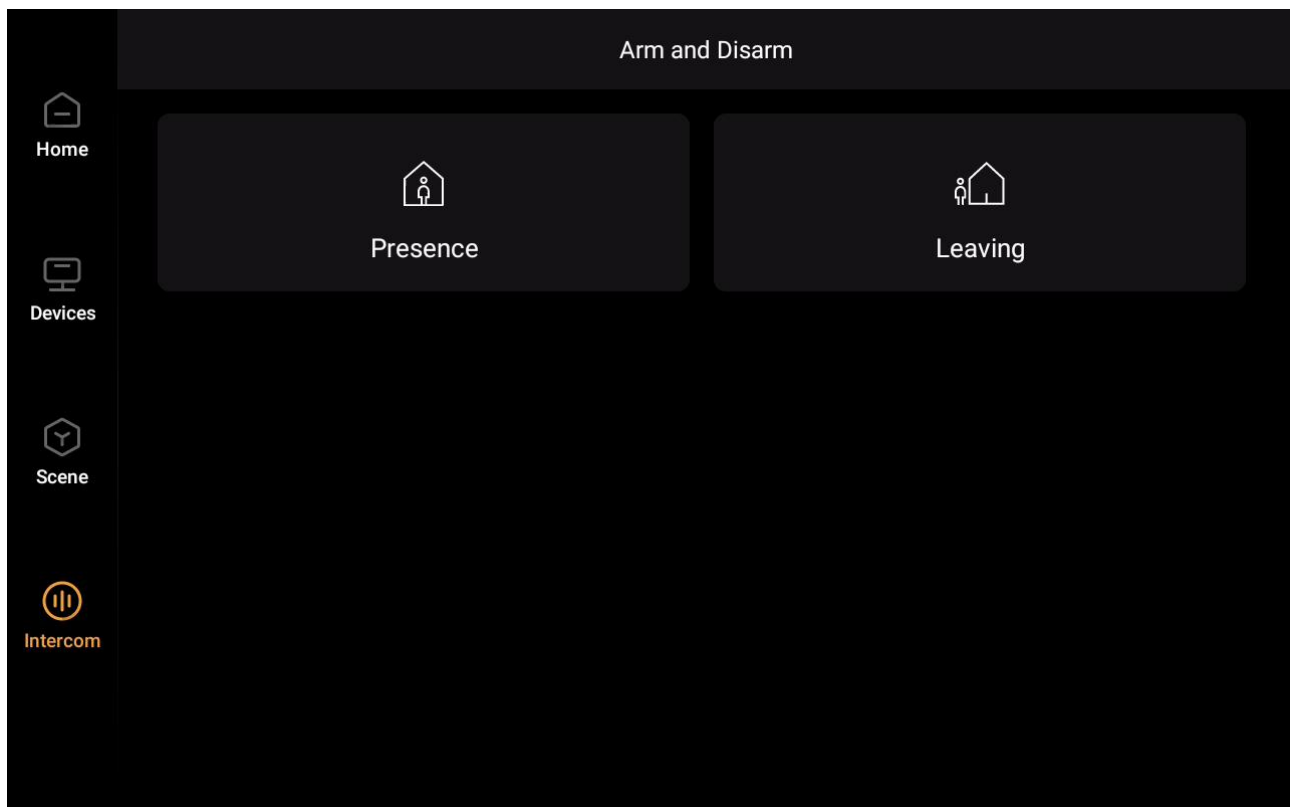 Arm and Disarm
Home
Presence
Leaving
Devices
Scene
Intercom